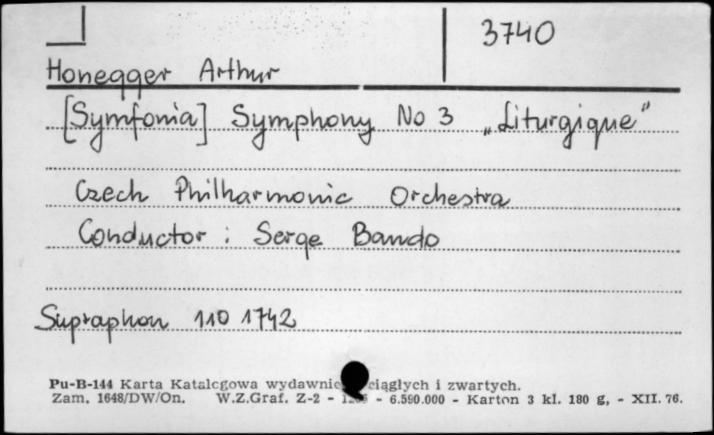 3740
Honegger Arthur
[Symfonia] Symphony No 3 „Liturgique”
Czech Philharmonic Orchestra
Conductor : Serge Bando
Supraphon 110 1742
Pu-B-144 Karta Katalogowa wydawnic ciągłych i zwartych.
Zam. 1648/DW/On. W.Z.Graf. Z-2 - - 6.590.000 - Karton 3 kl. 180 g, - XII. 76.